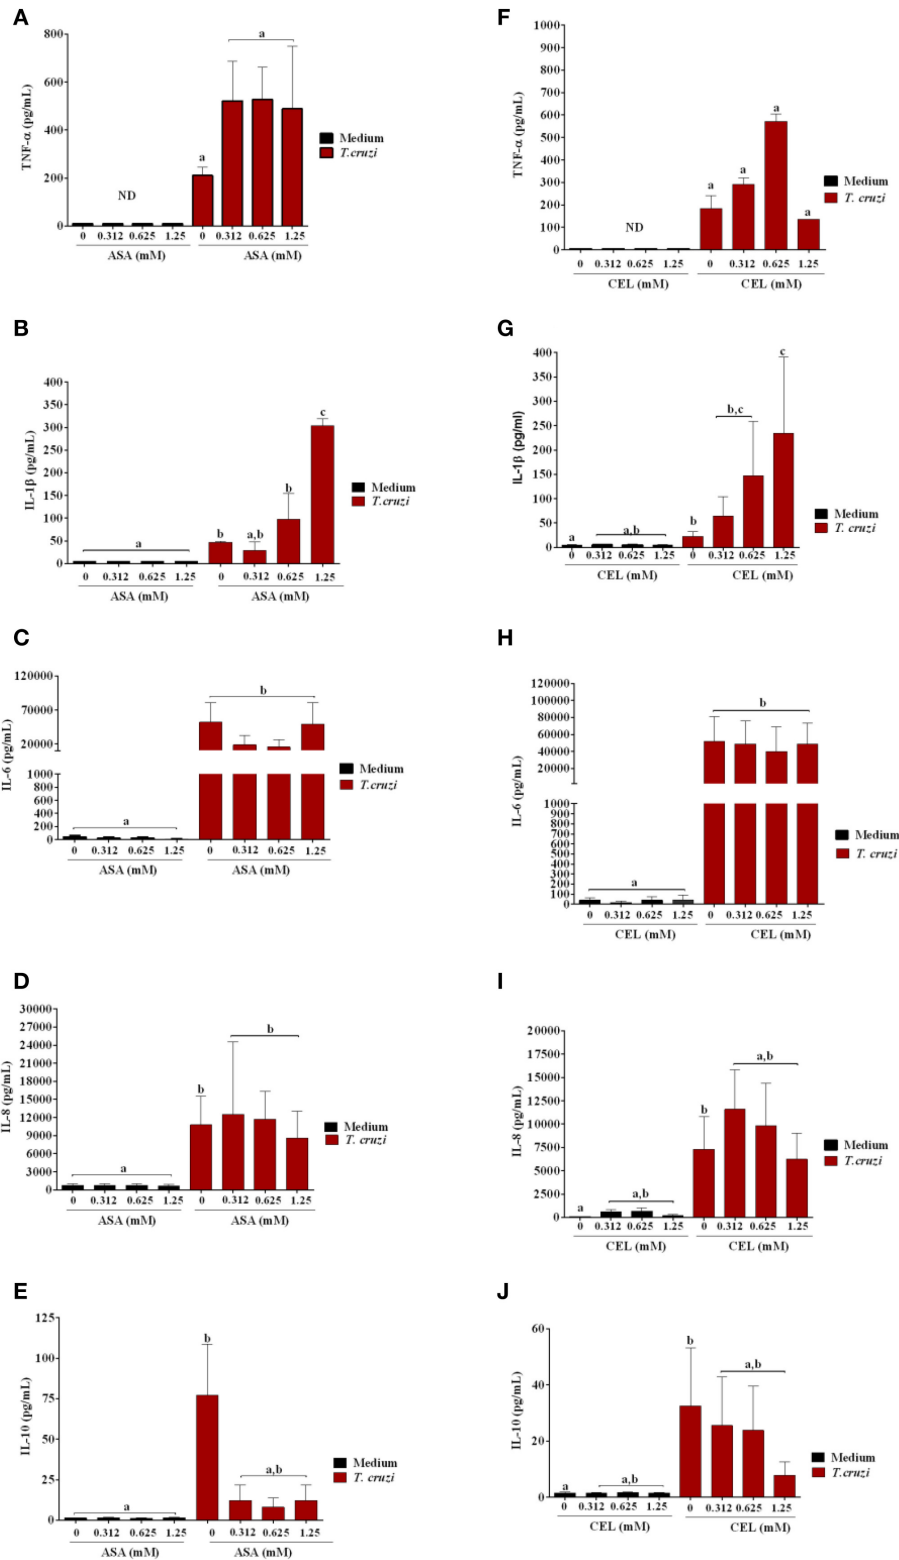 A
TNF-α (pg/mL)
800
600
400
200
0
ND
a
a
0 0.312 0.625 1.25 0 0.312 0.625 1.25
ASA (mM) ASA (mM)
Medium
T.cruzi
F
TNF-α (pg/mL)
1000
900
800
700
600
500
400
300
200
100
0
ND
a a a a
0 0.312 0.625 1.25 0 0.312 0.625 1.25
CEL (mM) CEL (mM)
Medium
T. cruzi
B
IL-1β (pg/mL)
400
350
300
250
200
150
100
50
0
a b a,b b c
0 0.312 0.625 1.25 0 0.312 0.625 1.25
ASA (mM) ASA (mM)
Medium
T.cruzi
G
IL-1β (pg/ml)
400
350
300
250
200
150
100
50
0
a a,b b b,c c
0 0.312 0.625 1.25 0 0.312 0.625 1.25
CEL (mM) CEL (mM)
Medium
T. cruzi
C
IL-6 (pg/mL)
120000
70000
20000
1000
800
600
400
200
0
a b
0 0.312 0.625 1.25 0 0.312 0.625 1.25
ASA (mM) ASA (mM)
Medium
T.cruzi
H
IL-6 (pg/mL)
120000
100000
80000
60000
40000
20000
1000
900
800
700
600
500
400
300
200
100
0
a b
0 0.312 0.625 1.25 0 0.312 0.625 1.25
CEL (mM) CEL (mM)
Medium
T. cruzi
D
IL-8 (pg/mL)
30000
27000
24000
21000
18000
15000
12000
9000
6000
3000
0
a b b
0 0.312 0.625 1.25 0 0.312 0.625 1.25
ASA (mM) ASA (mM)
Medium
T. cruzi
I
IL-8 (pg/mL)
20000
17500
15000
12500
10000
7500
5000
2500
0
a a,b b a,b
0 0.312 0.625 1.25 0 0.312 0.625 1.25
CEL (mM) CEL (mM)
Medium
T.cruzi
E
IL-10 (pg/mL)
125
100
75
50
25
0
a b a,b
0 0.312 0.625 1.25 0 0.312 0.625 1.25
ASA (mM) ASA (mM)
Medium
T. cruzi
J
IL-10 (pg/mL)
60
40
20
0
a a,b b a,b
0 0.312 0.625 1.25 0 0.312 0.625 1.25
CEL (mM) CEL (mM)
Medium
T.cruzi